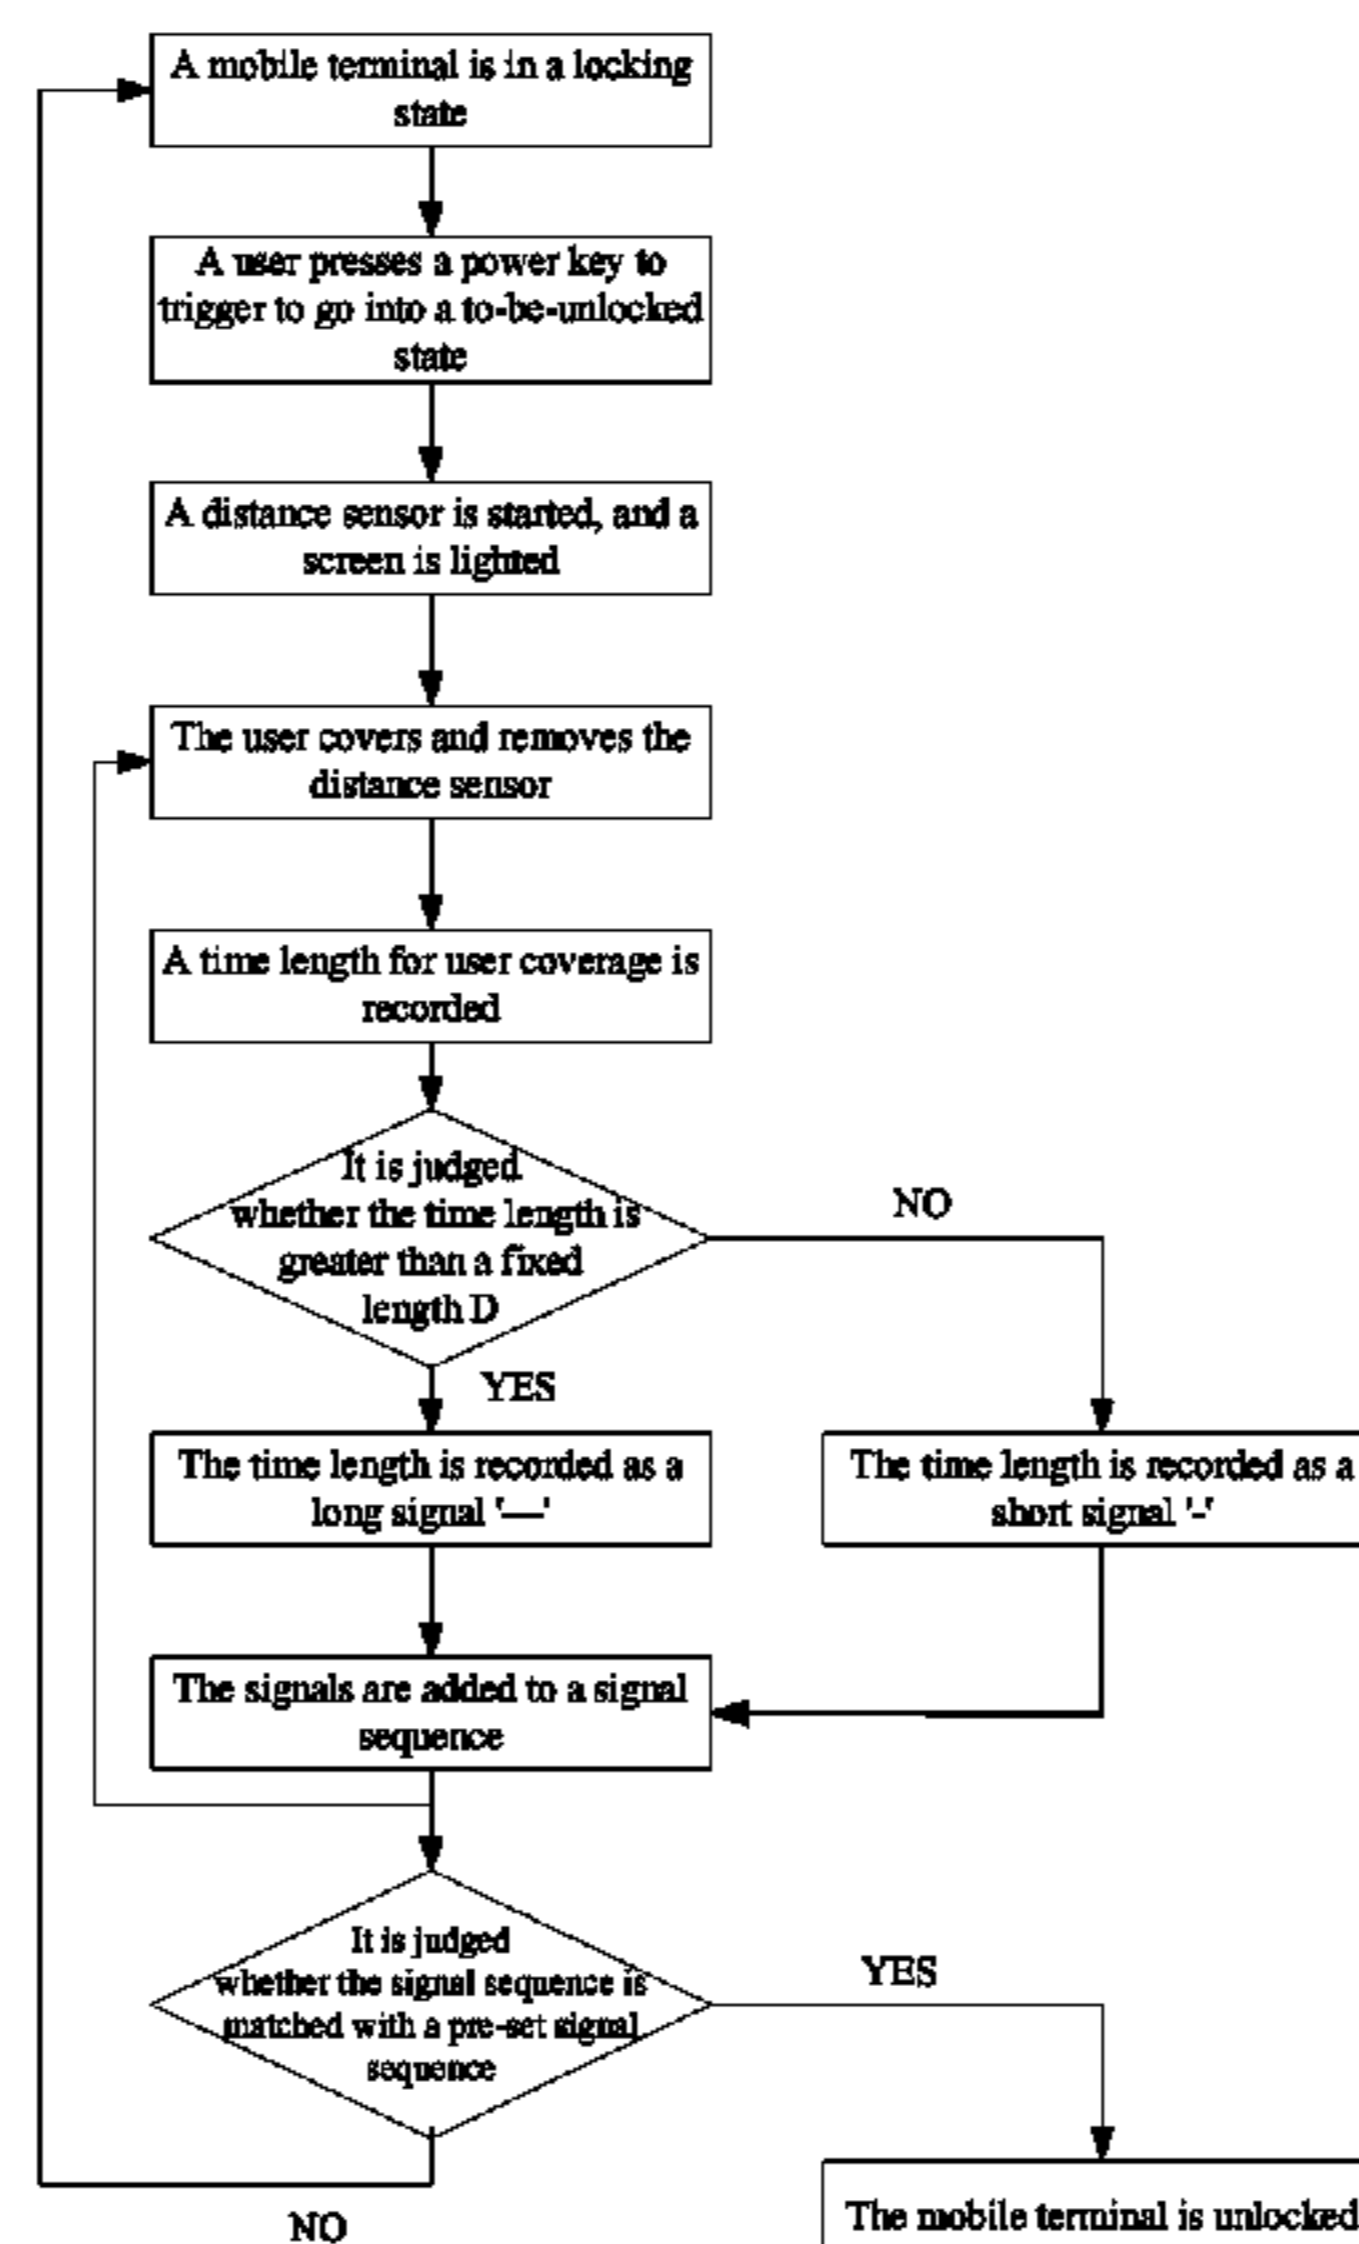 A mobile terminal is in a locking
state
A user presses a power key to
trigger to go into a to-be-unlocked
state
A distance sensor is started, and a
screen is lighted
The user covers and removes the
distance sensor
A time length for user coverage is
recorded
It is judged
whether the time length is
greater than a fixed
length D
NO
YES
The time length is recorded as a
long signal '—'
The time length is recorded as a
short signal '-'
The signals are added to a signal
sequence
It is judged
whether the signal sequence is
matched with a pre-set signal
sequence
YES
NO
The mobile terminal is unlocked